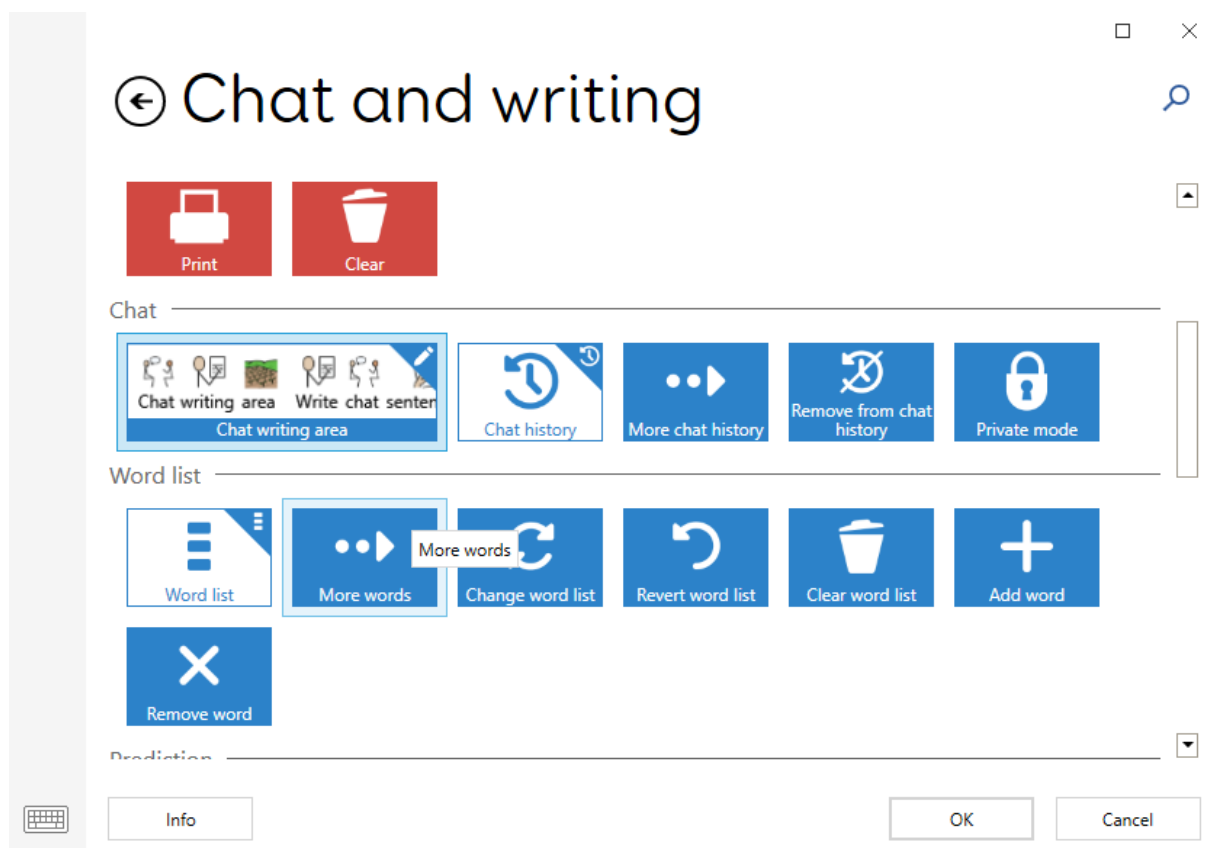 Chat and writing
Print
Clear
Chat
Chat writing area
Write chat senter
Chat writing area
Chat history
More chat history
Remove from chat
history
Private mode
Word list
Word list
More words
More words
Change word list
Revert word list
Clear word list
Add word
Remove word
Prediction
Info
OK
Cancel